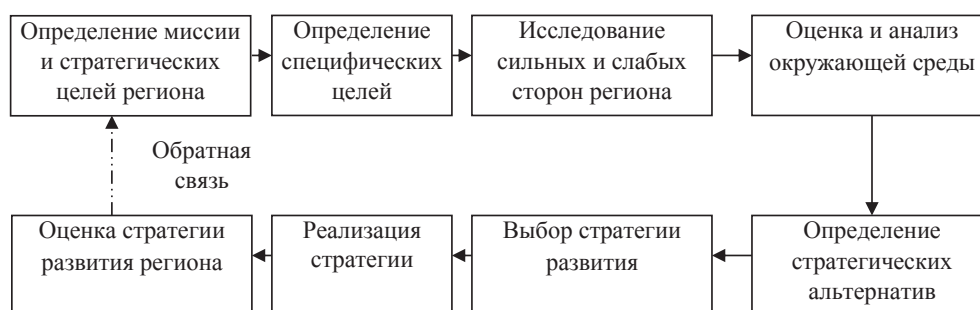 Определение миссии
и стратегических
целей региона
Определение
специфических
целей
Исследование
сильных и слабых
сторон региона
Оценка и анализ
окружающей среды
Обратная
связь
Оценка стратегии
развития региона
Реализация
стратегии
Выбор стратегии
развития
Определение
стратегических
альтернатив